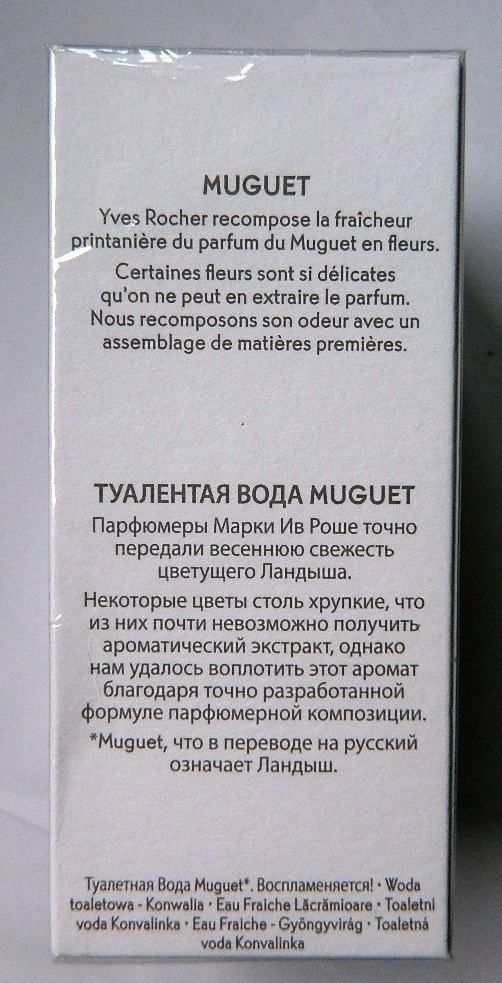 MUGUET
Yves Rocher recompose la fraîcheur
printanière du parfum du Muguet en fleurs.
Certaines fleurs sont si délicates
qu'on ne peut en extraire le parfum.
Nous recomposons son odeur avec un
assemblage de matières premières.
ТУАЛЕНТАЯ ВОДА MUGUET
Парфюмеры Марки Ив Роше точно
передали весеннюю свежесть
цветущего Ландыша.
Некоторые цветы столь хрупкие, что
из них почти невозможно получить
ароматический экстракт, однако
нам удалось воплотить этот аромат
благодаря точно разработанной
формуле парфюмерной композиции.
*Muguet, что в переводе на русский
означает Ландыш.
Туалетная Вода Muguet*. Воспламеняется! • Woda
toaletowa - Konwalia • Eau Fraiche Lăcrămioare • Toaletní
voda Konvalinka • Eau Fraiche - Gyöngyvirág • Toaletná
voda Konvalinka